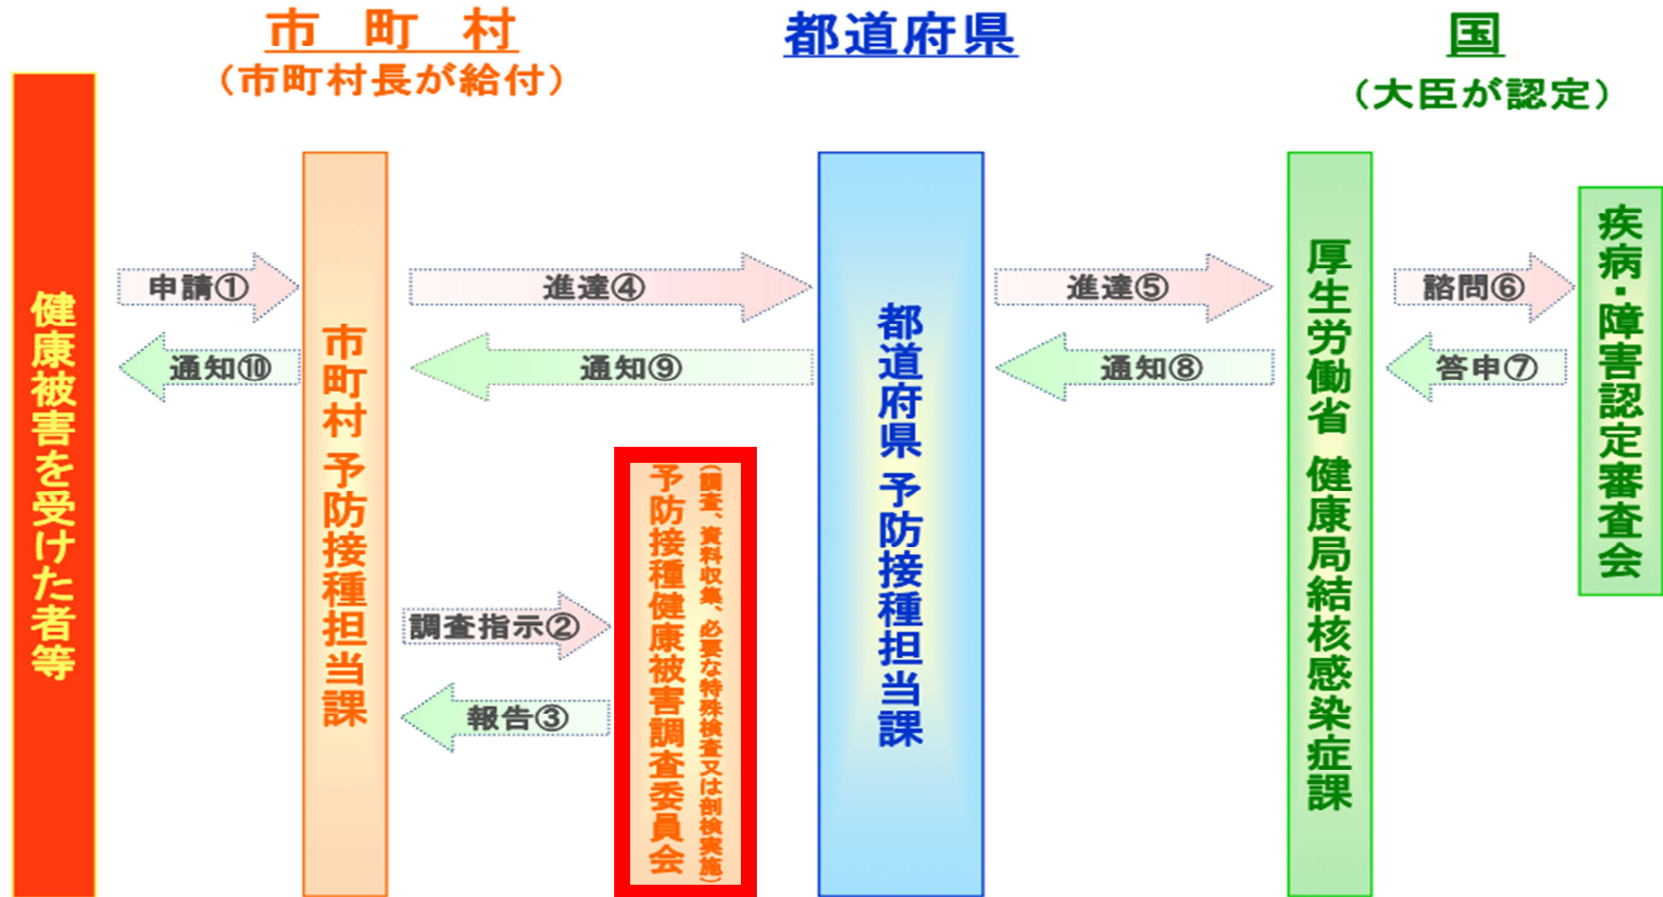 市 町 村
（市町村長が給付）
都道府県
国
（大臣が認定）
健康被害を受けた者等
申請①
通知⑩
市町村 予防接種担当課
進達④
通知⑨
調査指示②
報告③
予防接種健康被害調査委員会
（調査、資料収集、必要な特殊検査又は剖検実施）
都道府県 予防接種担当課
進達⑤
通知⑧
厚生労働省 健康局結核感染症課
諮問⑥
答申⑦
疾病・障害認定審査会